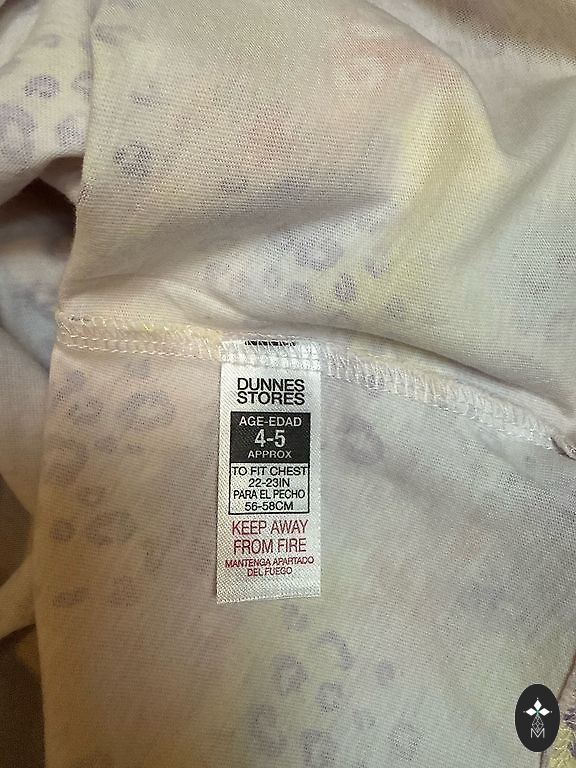 DUNNES
STORES
AGE-EDAD
4-5
APPROX
TO FIT CHEST
22-23IN
PARA EL PECHO
56-58CM
KEEP AWAY
FROM FIRE
MANTENGA APARTADO
DEL FUEGO
M